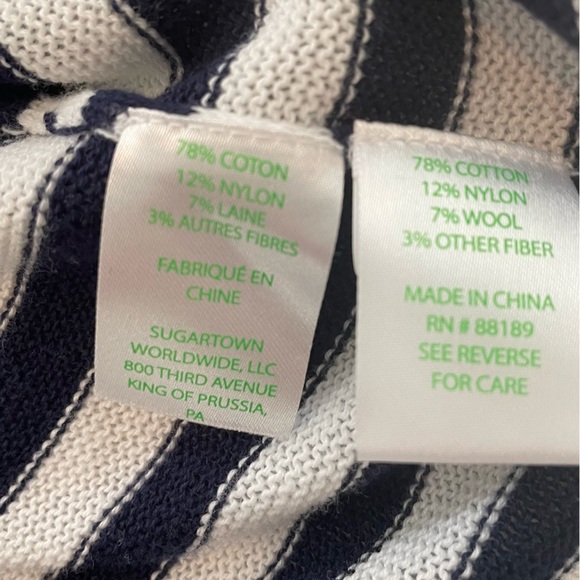 78% COTON
12% NYLON
7% LAINE
3% AUTRES FIBRES
FABRIQUÉ EN
CHINE
SUGARTOWN
WORLDWIDE, LLC
800 THIRD AVENUE
KING OF PRUSSIA,
PA
78% COTTON
12% NYLON
7% WOOL
3% OTHER FIBER
MADE IN CHINA
RN # 88189
SEE REVERSE
FOR CARE